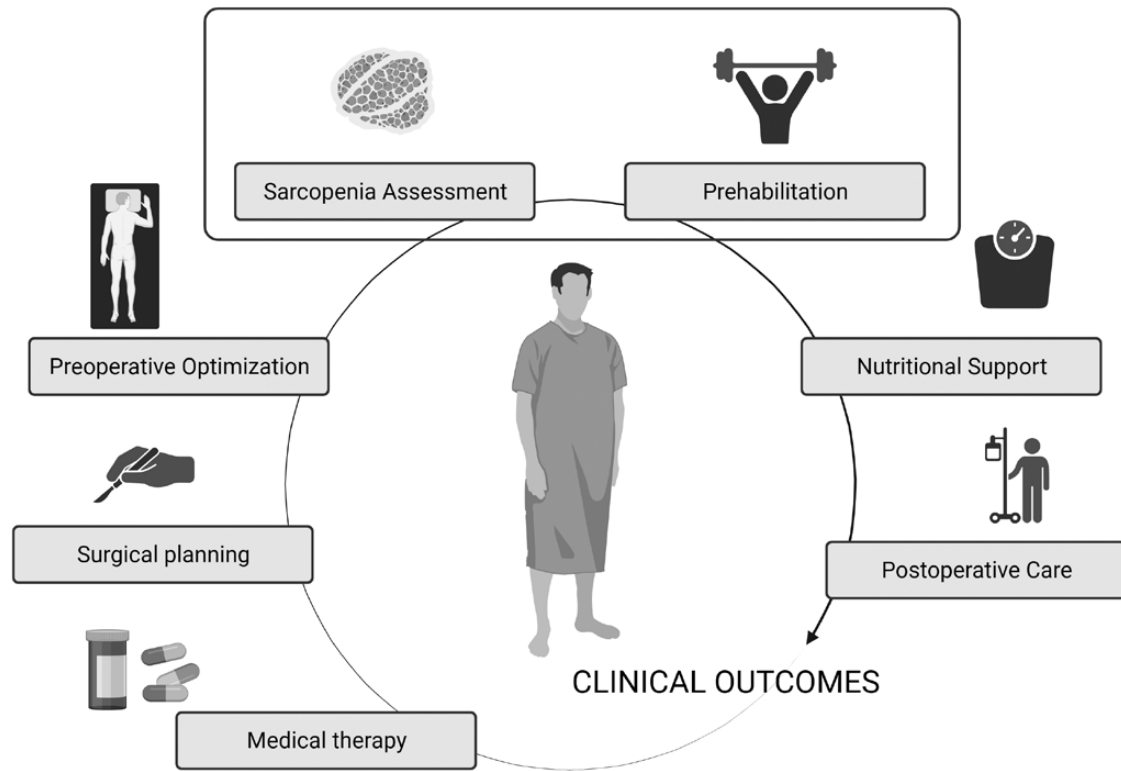 Sarcopenia Assessment
Prehabilitation
Preoperative Optimization
Nutritional Support
Surgical planning
Postoperative Care
CLINICAL OUTCOMES
Medical therapy